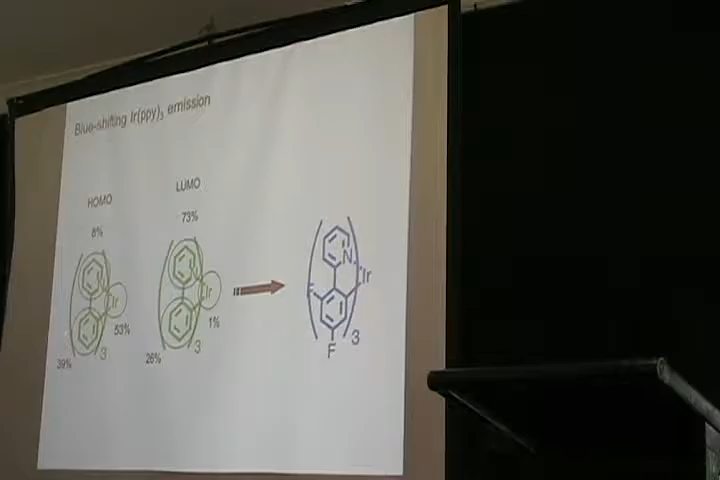 Blue-shifting Ir(ppy)3 emission
HOMO
LUMO
8%
73%
N
Ir
53%
39%
3
N
Ir
1%
26%
3
N
Ir
F
F
3